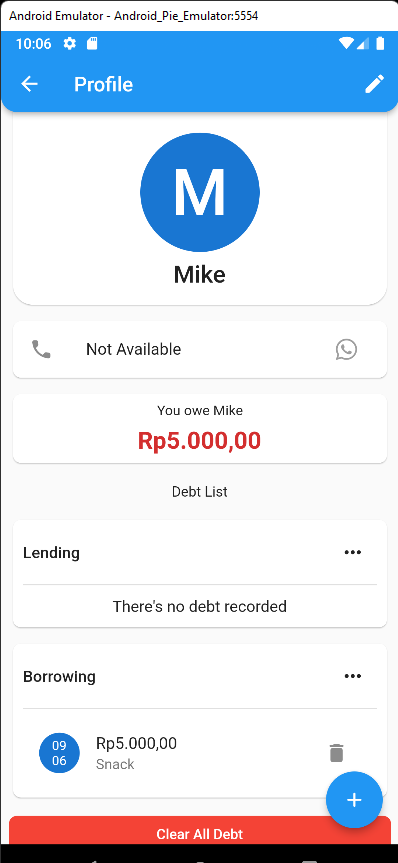 Android Emulator - Android_Pie_Emulator:5554
10:06
Profile
M
Mike
Not Available
You owe Mike
Rp5.000,00
Debt List
Lending
There's no debt recorded
Borrowing
09
06
Rp5.000,00
Snack
Clear All Debt